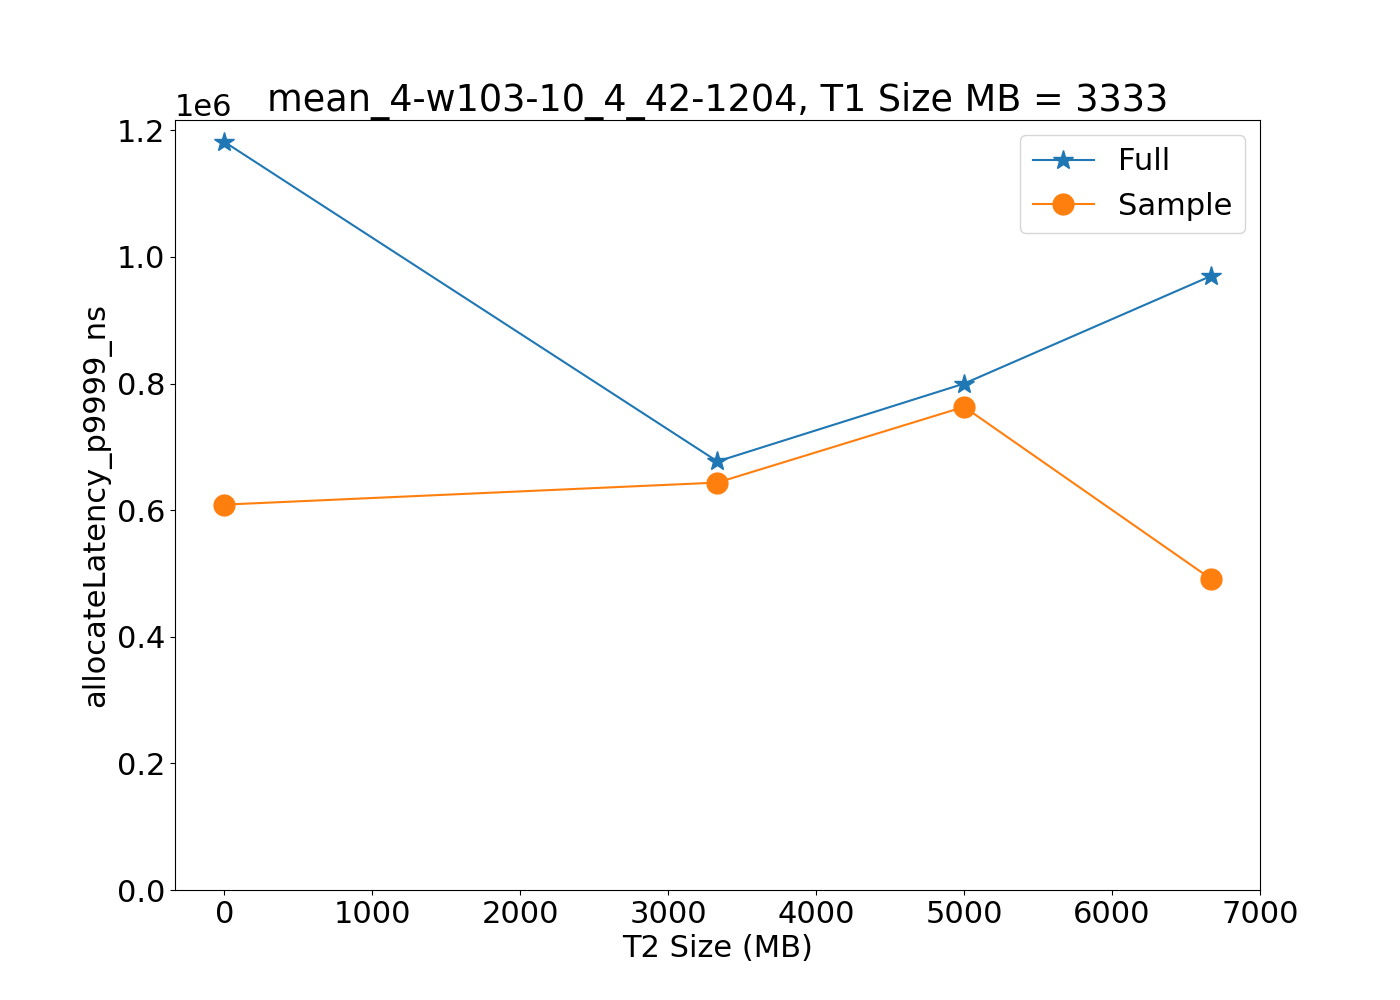 1e6
mean_4-w103-10_4_42-1204, T1 Size MB = 3333
Full
Sample
allocateLatency_p9999_ns
1.2
1.0
0.8
0.6
0.4
0.2
0.0
0 1000 2000 3000 4000 5000 6000 7000
T2 Size (MB)